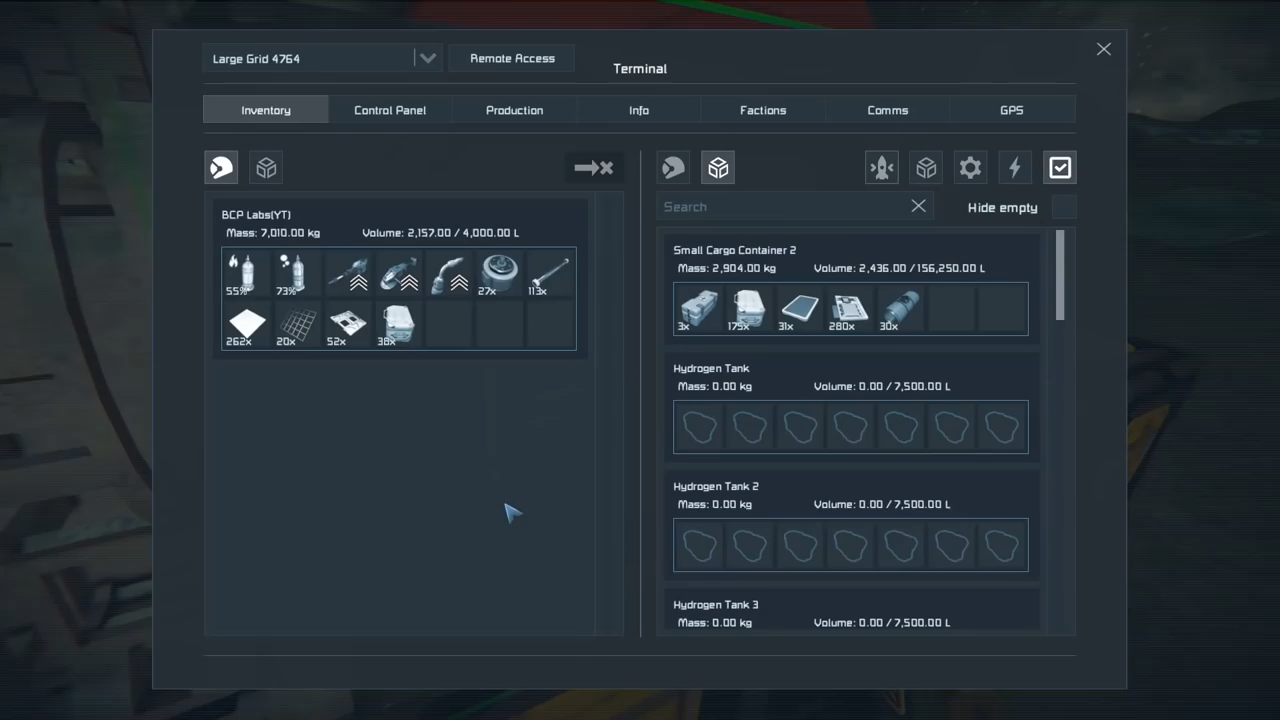 Large Grid 4764
Remote Access
Terminal
Inventory
Control Panel
Production
Info
Factions
Comms
GPS
BCP Labs(YT)
Mass: 7,010.00 kg
Volume: 2,157.00 / 4,000.00 L
55%
73%
27x
113x
262x
20x
52x
38x
Search
Hide empty
Small Cargo Container 2
Mass: 2,904.00 kg
Volume: 2,436.00 / 156,250.00 L
3x
175x
31x
280x
30x
Hydrogen Tank
Mass: 0.00 kg
Volume: 0.00 / 7,500.00 L
Hydrogen Tank 2
Mass: 0.00 kg
Volume: 0.00 / 7,500.00 L
Hydrogen Tank 3
Mass: 0.00 kg
Volume: 0.00 / 7,500.00 L